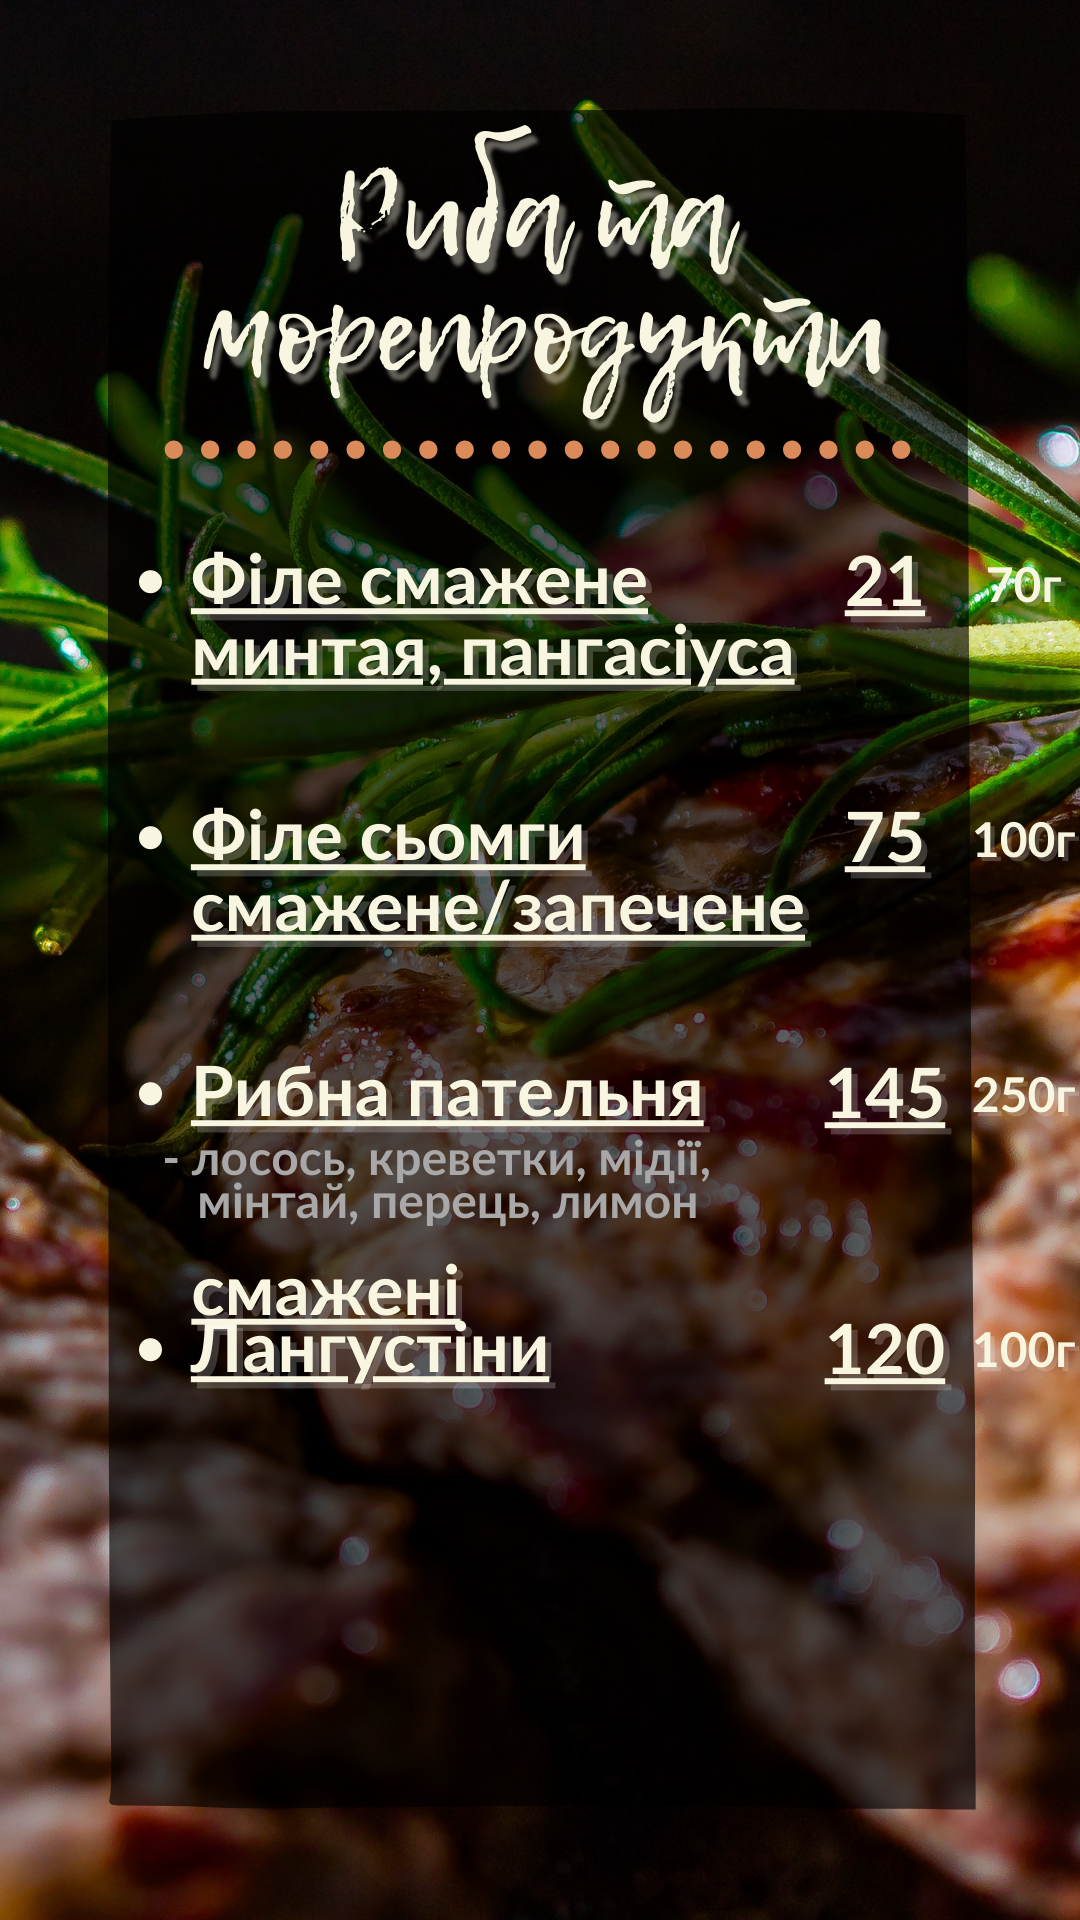 Риба та
морепродукти
• Філе смажене 21 70г
минтая, пангасіуса
• Філе сьомги 75 100г
смажене/запечене
• Рибна пательня 145 250г
- лосось, креветки, мідії,
мінтай, перець, лимон
смажені
• Лангустіни 120 100г